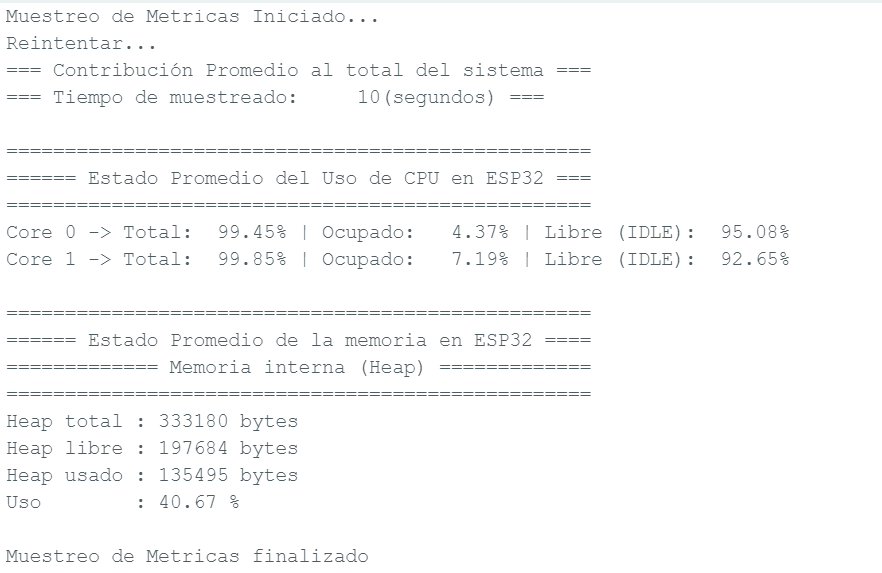 Muestreo de Metricas Iniciado...
Reintentar...
=== Contribución Promedio al total del sistema ===
=== Tiempo de muestreado:     10(segundos) ===
==================================================
====== Estado Promedio del Uso de CPU en ESP32 ===
==================================================
Core 0 -> Total:  99.45% | Ocupado:   4.37% | Libre (IDLE):  95.08%
Core 1 -> Total:  99.85% | Ocupado:   7.19% | Libre (IDLE):  92.65%
==================================================
====== Estado Promedio de la memoria en ESP32 ====
============= Memoria interna (Heap) =============
==================================================
Heap total : 333180 bytes
Heap libre : 197684 bytes
Heap usado : 135495 bytes
Uso        : 40.67 %
Muestreo de Metricas finalizado